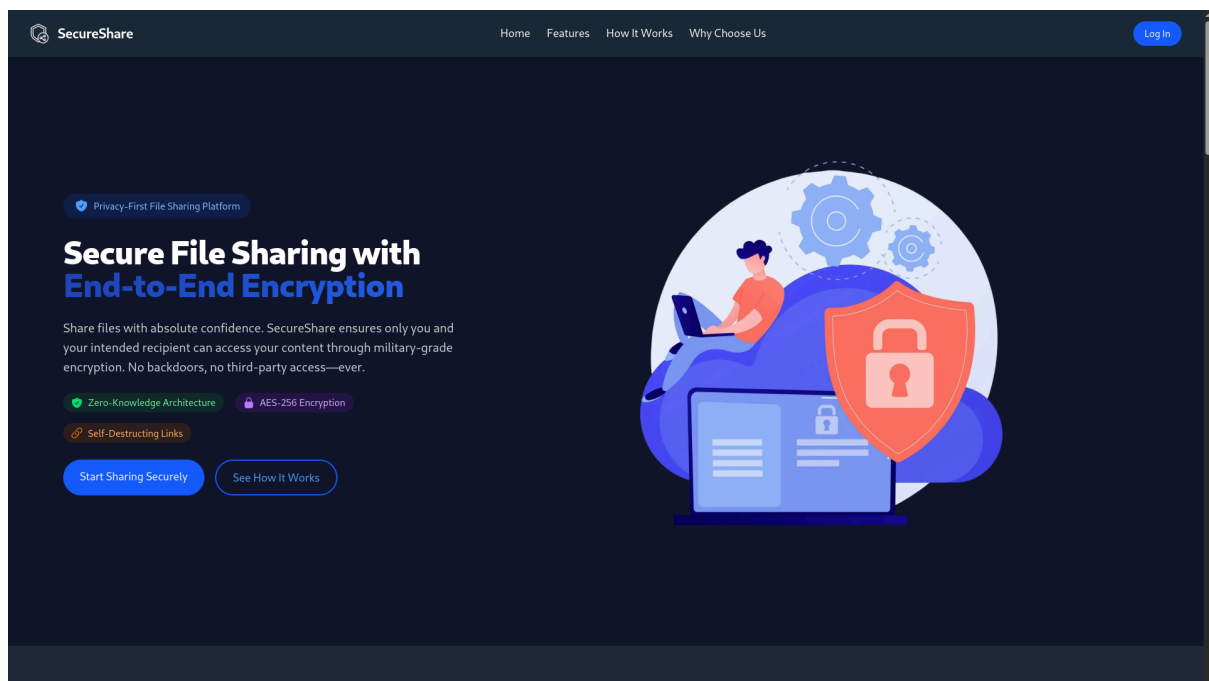 SecureShare
Home Features How It Works Why Choose Us
Log In
Privacy-First File Sharing Platform
Secure File Sharing with
End-to-End Encryption
Share files with absolute confidence. SecureShare ensures only you and
your intended recipient can access your content through military-grade
encryption. No backdoors, no third-party access—ever.
Zero-Knowledge Architecture
AES-256 Encryption
Self-Destructing Links
Start Sharing Securely
See How It Works